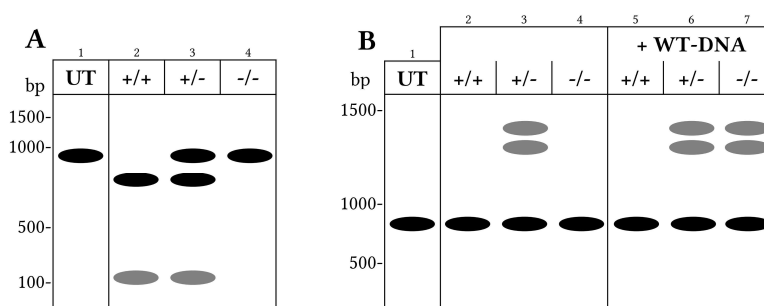 A
1 2 3 4
bp UT +/+ +/- -/-
1500-
1000-
500-
100-
B
1 2 3 4 5 6 7
+ WT-DNA
bp UT +/+ +/- -/- +/+ +/- -/-
1500-
1000-
500-